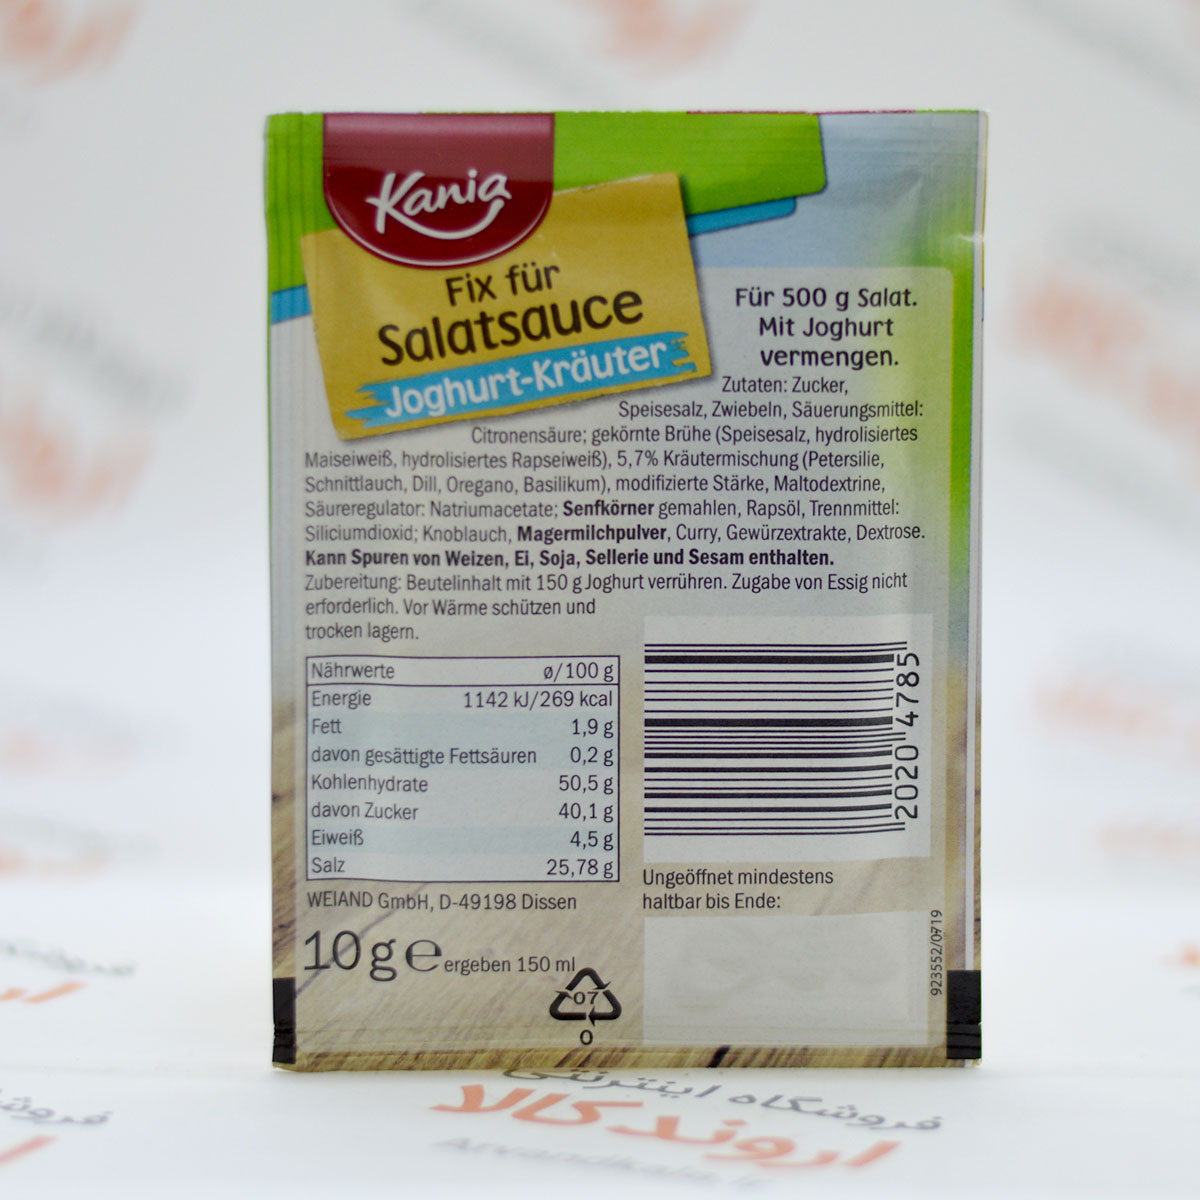 Kania
Fix für
Salatsauce
Joghurt-Kräuter
Für 500 g Salat.
Mit Joghurt
vermengen.
Zutaten: Zucker,
Speisesalz, Zwiebeln, Säuerungsmittel:
Citronensäure; gekörnte Brühe (Speisesalz, hydrolisiertes
Maiseiweiß, hydrolisiertes Rapseiweiß), 5,7% Kräutermischung (Petersilie,
Schnittlauch, Dill, Oregano, Basilikum), modifizierte Stärke, Maltodextrine,
Säureregulator: Natriumacetate; Senfkörner gemahlen, Rapsöl, Trennmittel:
Siliciumdioxid; Knoblauch, Magermilchpulver, Curry, Gewürzextrakte, Dextrose.
Kann Spuren von Weizen, Ei, Soja, Sellerie und Sesam enthalten.
Zubereitung: Beutelinhalt mit 150 g Joghurt verrühren. Zugabe von Essig nicht
erforderlich. Vor Wärme schützen und
trocken lagern.
Nährwerte ø/100 g
Energie 1142 kJ/269 kcal
Fett 1,9 g
davon gesättigte Fettsäuren 0,2 g
Kohlenhydrate 50,5 g
davon Zucker 40,1 g
Eiweiß 4,5 g
Salz 25,78 g
WEIAND GmbH, D-49198 Dissen
10 g e ergeben 150 ml
07
O
2020 4785
Ungeöffnet mindestens
haltbar bis Ende:
923552/0719
فروشگاه اینترنتی
اروند کالا
Arvandkala.ir